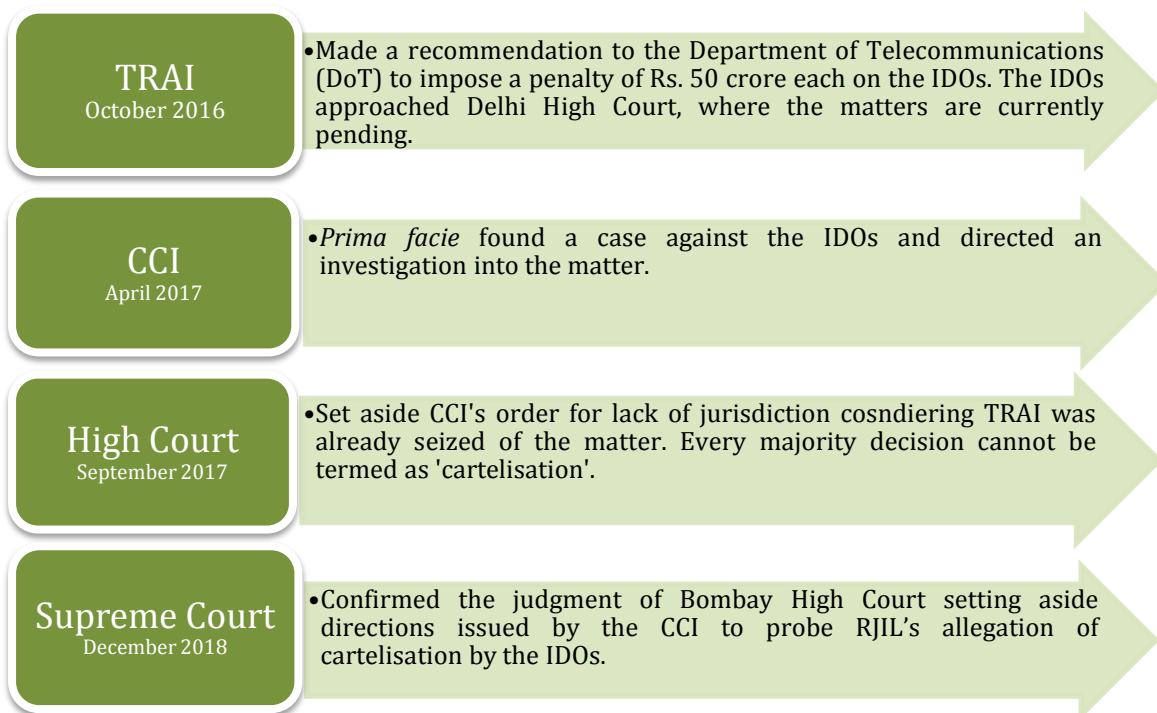 TRAI
October 2016
•Made a recommendation to the Department of Telecommunications
(DoT) to impose a penalty of Rs. 50 crore each on the IDOs. The IDOs
approached Delhi High Court, where the matters are currently
pending.
CCI
April 2017
•Prima facie found a case against the IDOs and directed an
investigation into the matter.
High Court
September 2017
•Set aside CCI's order for lack of jurisdiction cosndiering TRAI was
already seized of the matter. Every majority decision cannot be
termed as 'cartelisation'.
Supreme Court
December 2018
•Confirmed the judgment of Bombay High Court setting aside
directions issued by the CCI to probe RJIL’s allegation of
cartelisation by the IDOs.